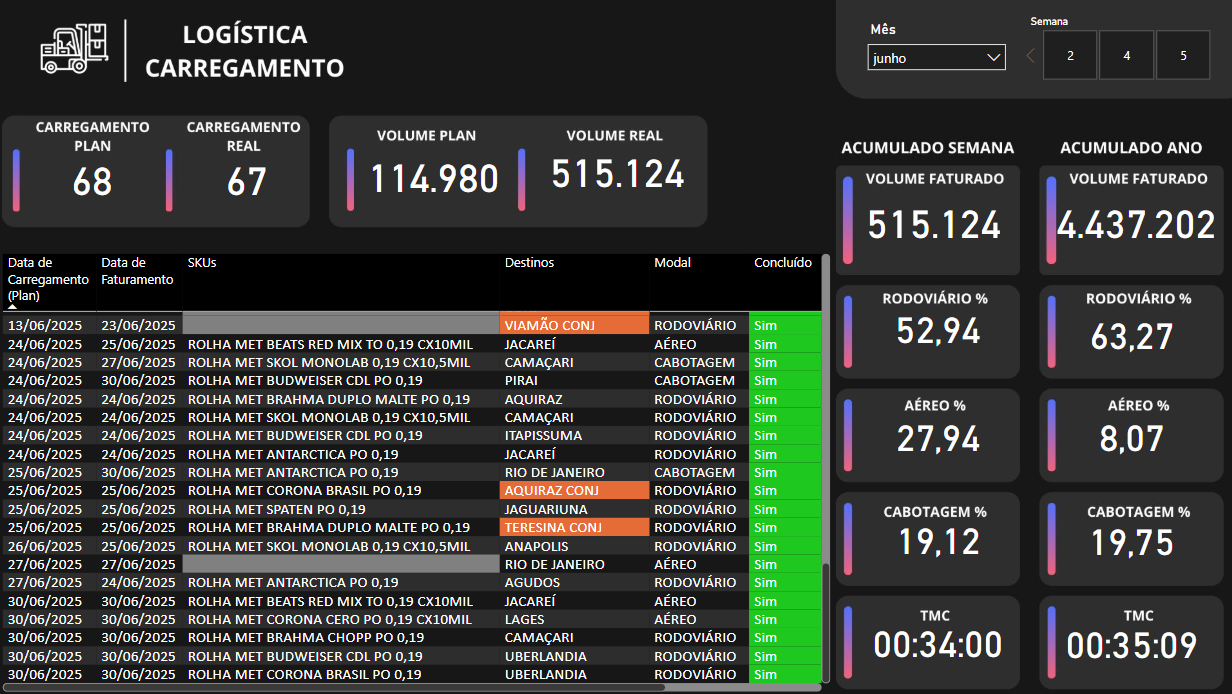 LOGÍSTICA
CARREGAMENTO
Mês
junho
Semana
2 4 5
CARREGAMENTO
PLAN
68
CARREGAMENTO
REAL
67
VOLUME PLAN
114.980
VOLUME REAL
515.124
ACUMULADO SEMANA
VOLUME FATURADO
515.124
RODOVIÁRIO %
52,94
AÉREO %
27,94
CABOTAGEM %
19,12
TMC
00:34:00
ACUMULADO ANO
VOLUME FATURADO
4.437.202
RODOVIÁRIO %
63,27
AÉREO %
8,07
CABOTAGEM %
19,75
TMC
00:35:09
Data de Carregamento (Plan) Data de Faturamento SKUs Destinos Modal Concluído
13/06/2025 23/06/2025 VIAMÃO CONJ RODOVIÁRIO Sim
24/06/2025 25/06/2025 ROLHA MET BEATS RED MIX TO 0,19 CX10MIL JACAREÍ AÉREO Sim
24/06/2025 27/06/2025 ROLHA MET SKOL MONOLAB 0,19 CX10,5MIL CAMAÇARI CABOTAGEM Sim
24/06/2025 30/06/2025 ROLHA MET BUDWEISER CDL PO 0,19 PIRAI CABOTAGEM Sim
24/06/2025 24/06/2025 ROLHA MET BRAHMA DUPLO MALTE PO 0,19 AQUIRAZ RODOVIÁRIO Sim
24/06/2025 24/06/2025 ROLHA MET SKOL MONOLAB 0,19 CX10,5MIL CAMAÇARI RODOVIÁRIO Sim
24/06/2025 24/06/2025 ROLHA MET BUDWEISER CDL PO 0,19 ITAPISSUMA RODOVIÁRIO Sim
24/06/2025 24/06/2025 ROLHA MET ANTARCTICA PO 0,19 JACAREÍ RODOVIÁRIO Sim
25/06/2025 30/06/2025 ROLHA MET ANTARCTICA PO 0,19 RIO DE JANEIRO CABOTAGEM Sim
25/06/2025 25/06/2025 ROLHA MET CORONA BRASIL PO 0,19 AQUIRAZ CONJ RODOVIÁRIO Sim
25/06/2025 25/06/2025 ROLHA MET SPATEN PO 0,19 JAGUARIUNA RODOVIÁRIO Sim
25/06/2025 27/06/2025 ROLHA MET BRAHMA DUPLO MALTE PO 0,19 TERESINA CONJ RODOVIÁRIO Sim
26/06/2025 25/06/2025 ROLHA MET SKOL MONOLAB 0,19 CX10,5MIL ANAPOLIS RODOVIÁRIO Sim
27/06/2025 27/06/2025 RIO DE JANEIRO AÉREO Sim
27/06/2025 24/06/2025 ROLHA MET ANTARCTICA PO 0,19 AGUDOS RODOVIÁRIO Sim
30/06/2025 30/06/2025 ROLHA MET BEATS RED MIX TO 0,19 CX10MIL JACAREÍ AÉREO Sim
30/06/2025 30/06/2025 ROLHA MET CORONA CERO PO 0,19 CX10MIL LAGES AÉREO Sim
30/06/2025 30/06/2025 ROLHA MET BRAHMA CHOPP PO 0,19 CAMAÇARI RODOVIÁRIO Sim
30/06/2025 30/06/2025 ROLHA MET BUDWEISER CDL PO 0,19 UBERLANDIA RODOVIÁRIO Sim
30/06/2025 30/06/2025 ROLHA MET CORONA BRASIL PO 0,19 UBERLANDIA RODOVIÁRIO Sim